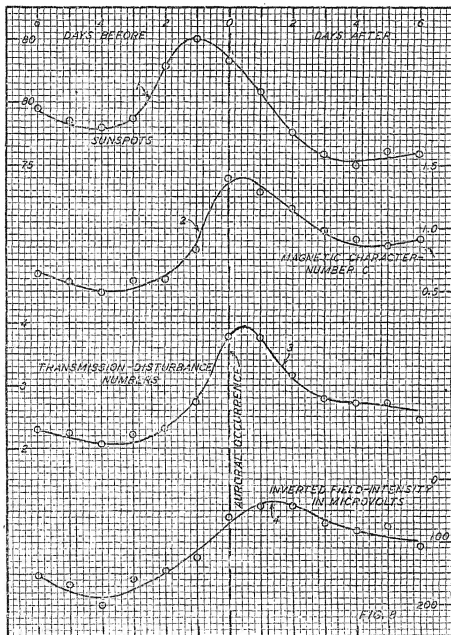 6 4 2 0 2 4 6
80 DAYS BEFORE DAYS AFTER
1
80
SUNSPOTS
75 1.5
2 1.0
MAGNETIC CHARACTER-
NUMBER C
0.5
4
3
TRANSMISSION-DISTURBANCE
NUMBERS
3
AURORAL OCCURRENCE
2
0
INVERTED FIELD-INTENSITY
IN MICROVOLTS
4
100
200
FIG. 8